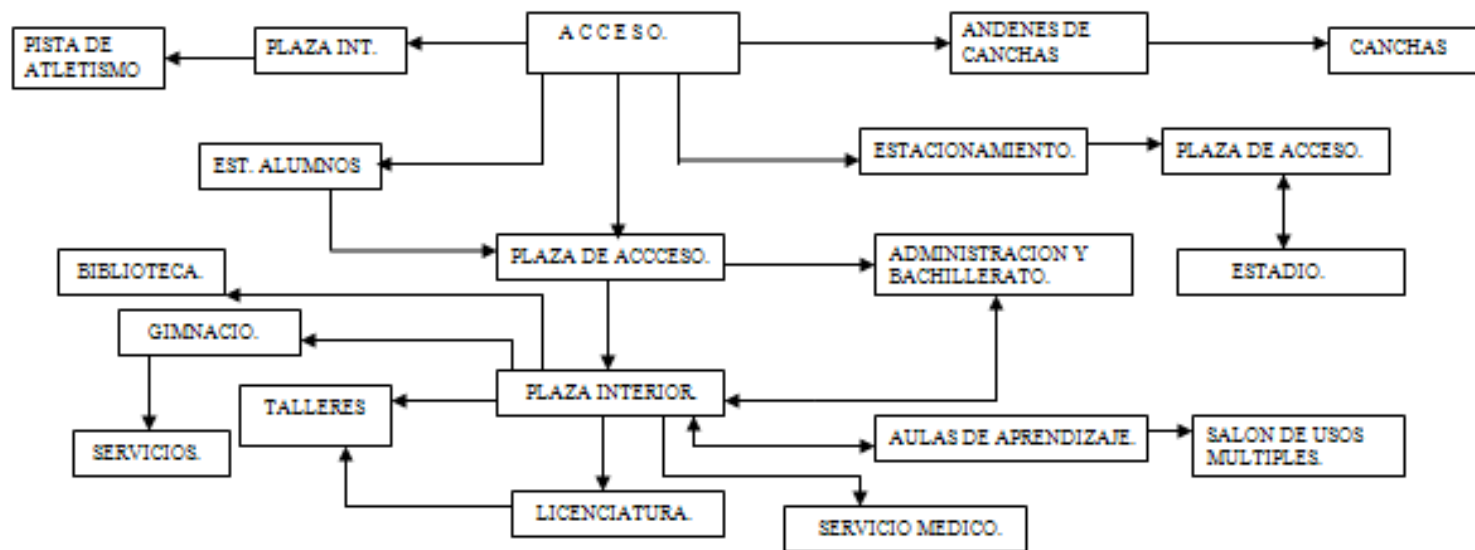 A C C E S O.
PISTA DE
ATLETISMO
PLAZA INT.
ANDENES DE
CANCHAS
CANCHAS
EST. ALUMNOS
ESTACIONAMIENTO.
PLAZA DE ACCESO.
BIBLIOTECA.
PLAZA DE ACCCESO.
ADMINISTRACION Y
BACHILLERATO.
ESTADIO.
GIMNACIO.
PLAZA INTERIOR.
TALLERES
AULAS DE APRENDIZAJE.
SALON DE USOS
MULTIPLES.
SERVICIOS.
LICENCIATURA.
SERVICIO MEDICO.